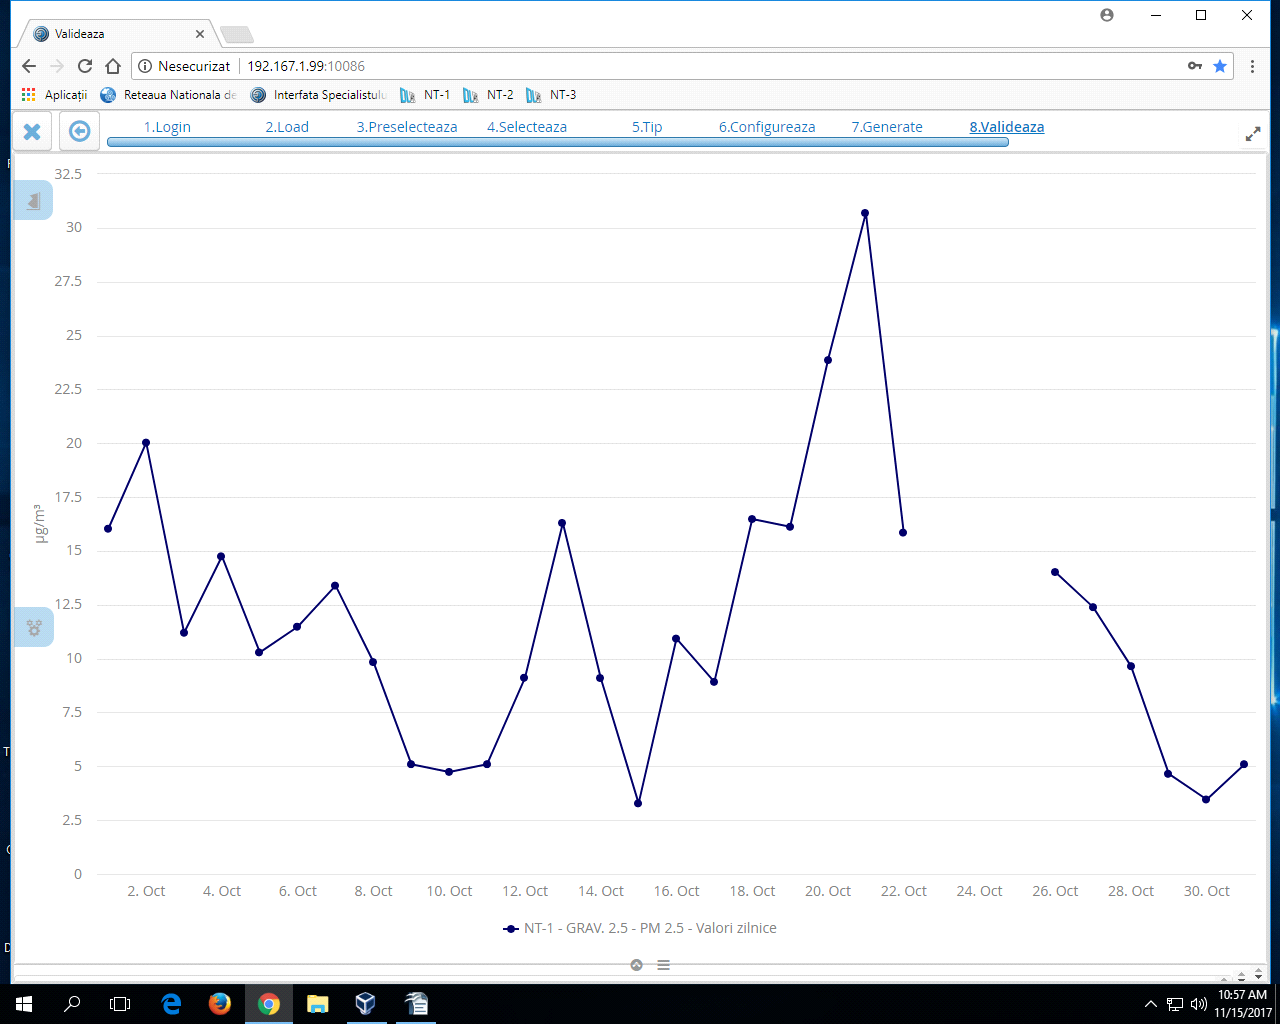 Valideaza
Nesecurizat 192.167.1.99:10086
Aplicații Reteaua Nationala de Interfata Specialistulu NT-1 NT-2 NT-3
1.Login 2.Load 3.Preselecteaza 4.Selecteaza 5.Tip 6.Configureaza 7.Generate 8.Valideaza
32.5
30
27.5
25
22.5
20
17.5
15
12.5
10
7.5
5
2.5
0
µg/m³
2. Oct 4. Oct 6. Oct 8. Oct 10. Oct 12. Oct 14. Oct 16. Oct 18. Oct 20. Oct 22. Oct 24. Oct 26. Oct 28. Oct 30. Oct
NT-1 - GRAV. 2.5 - PM 2.5 - Valori zilnice
10:57 AM
11/15/2017